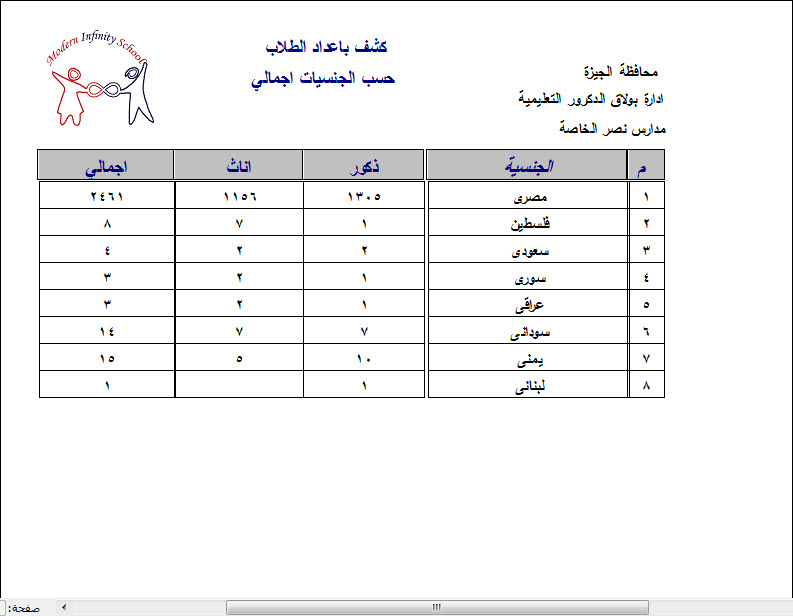 Modern Infinity School
كشف باعداد الطلاب
حسب الجنسيات اجمالي
محافظة الجيزة
ادارة بولاق الدكرور التعليمية
مدارس نصر الخاصة
م الجنسية ذكور اناث اجمالي
١ مصرى ١٣٠٥ ١١٥٦ ٢٤٦١
٢ فلسطين ١ ٧ ٨
٣ سعودى ٢ ٢ ٤
٤ سورى ١ ٢ ٣
٥ عراقى ١ ٢ ٣
٦ سودانى ٧ ٧ ١٤
٧ يمنى ١٠ ٥ ١٥
٨ لبنانى ١ ١
صفحة: